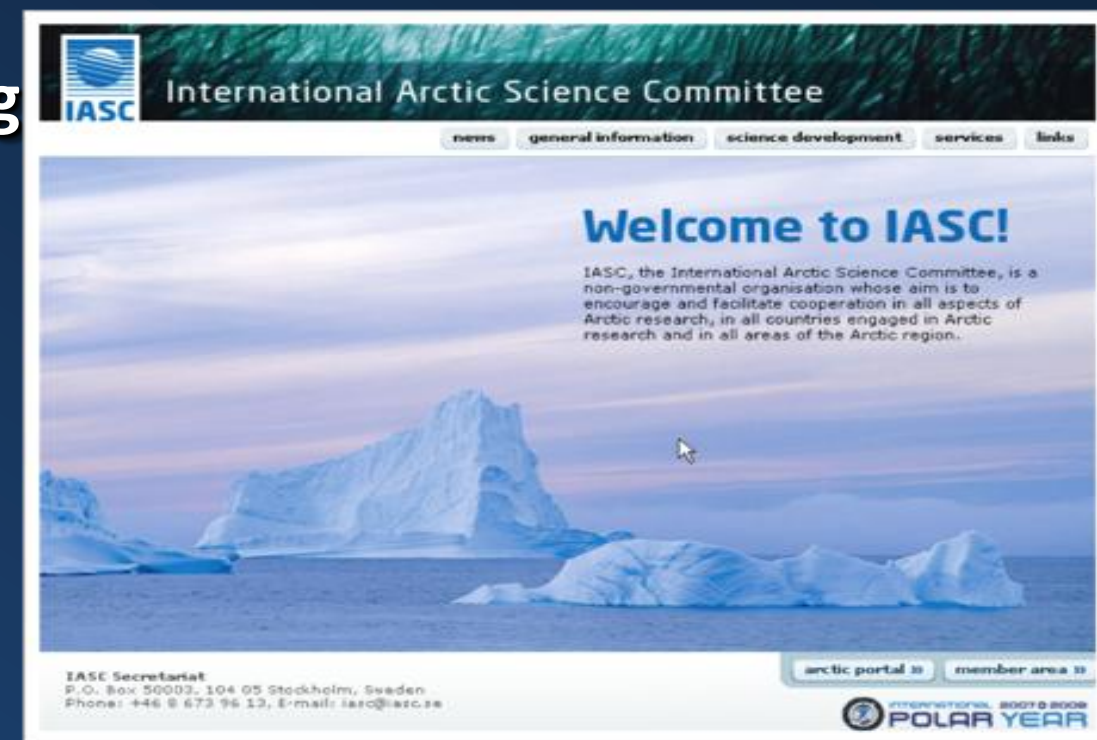 g
IASC
International Arctic Science Committee
news general information science development services links
Welcome to IASC!
IASC, the International Arctic Science Committee, is a
non-governmental organisation whose aim is to
encourage and facilitate cooperation in all aspects of
Arctic research, in all countries engaged in Arctic
research and in all areas of the Arctic region.
arctic portal » member area »
IASC Secretariat
P.O. Box 50003, 104 05 Stockholm, Sweden
Phone: +46 8 673 96 13, E-mail: iasc@iasc.se
INTERNATIONAL 2007 2008
POLAR YEAR